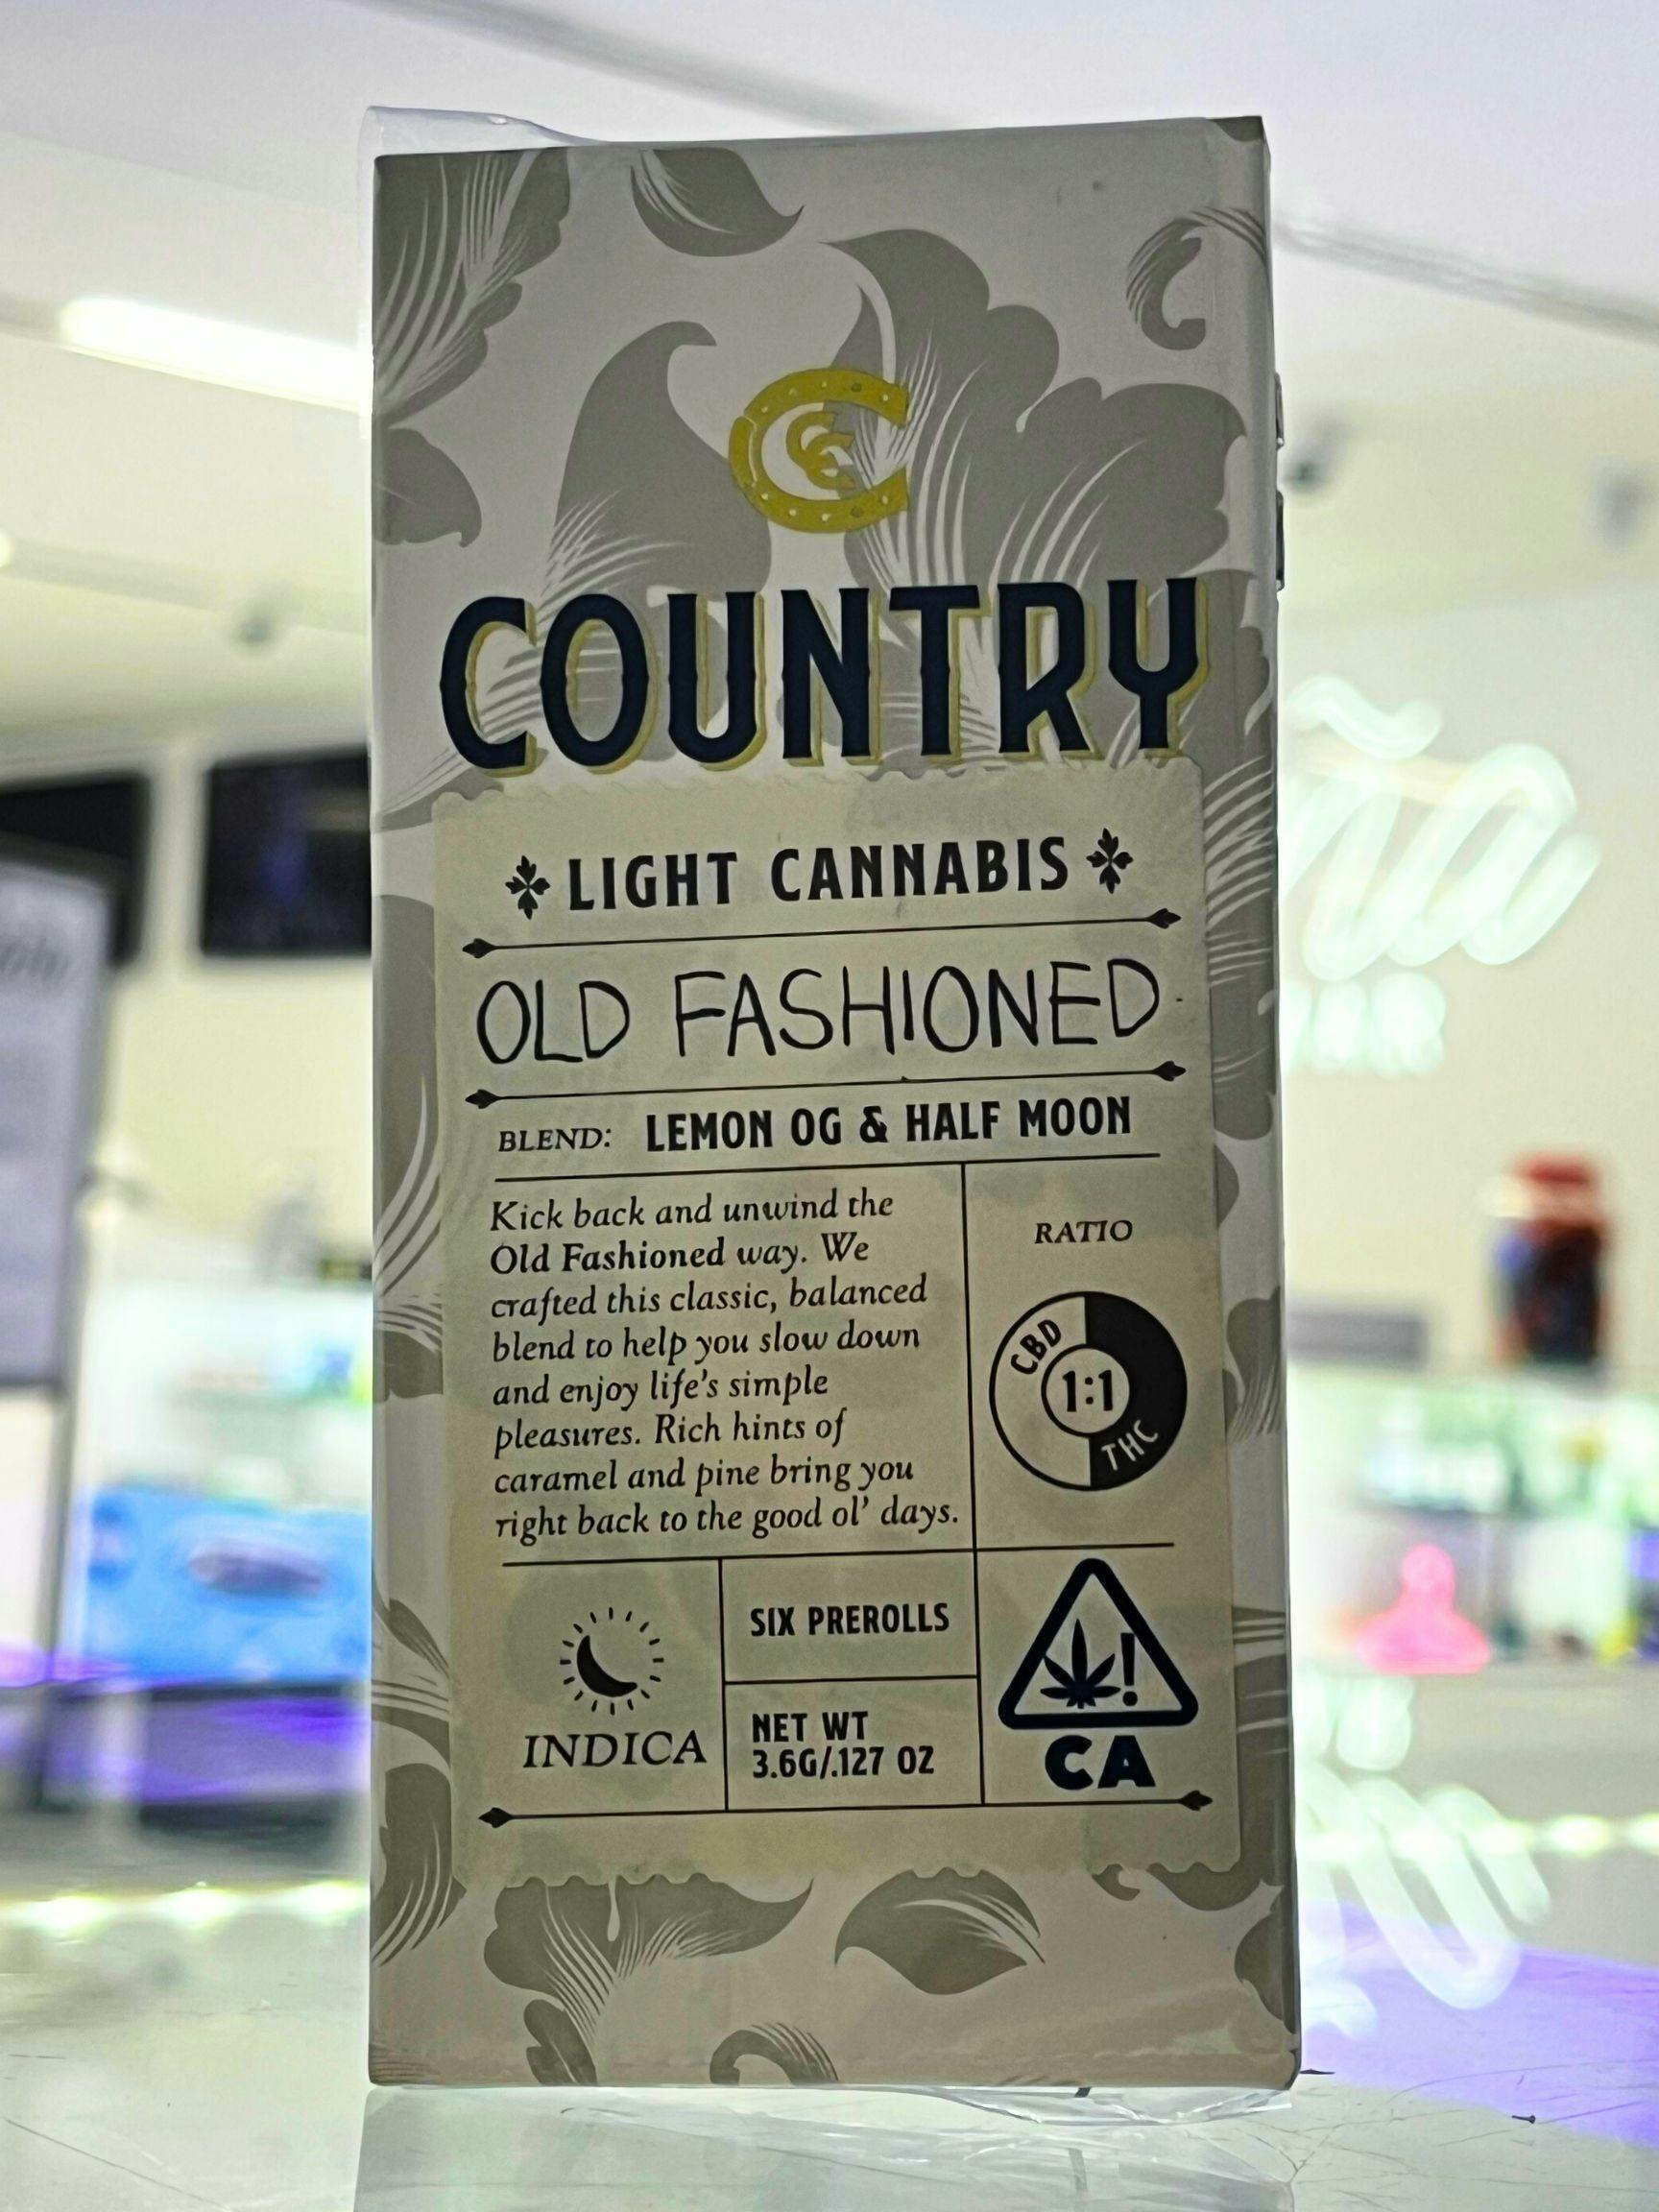 COUNTRY
LIGHT CANNABIS
OLD FASHIONED
BLEND: LEMON OG & HALF MOON
Kick back and unwind the
Old Fashioned way. We
crafted this classic, balanced
blend to help you slow down
and enjoy life's simple
pleasures. Rich hints of
caramel and pine bring you
right back to the good ol' days.
RATIO
CBD
1:1
THC
INDICA
SIX PREROLLS
NET WT
3.6G/.127 OZ
!
CA